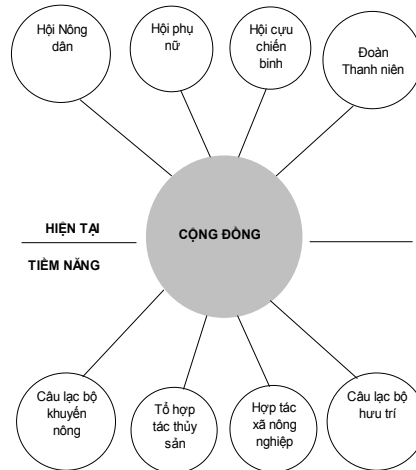 Hội Nông
dân
Hội phụ
nữ
Hội cựu
chiến
binh
Đoàn
Thanh niên
HIỆN TẠI
CỘNG ĐỒNG
TIỀM NĂNG
Câu lạc bộ
khuyến
nông
Tổ hợp
tác thủy
sản
Hợp tác
xã nông
nghiệp
Câu lạc bộ
hưu trí